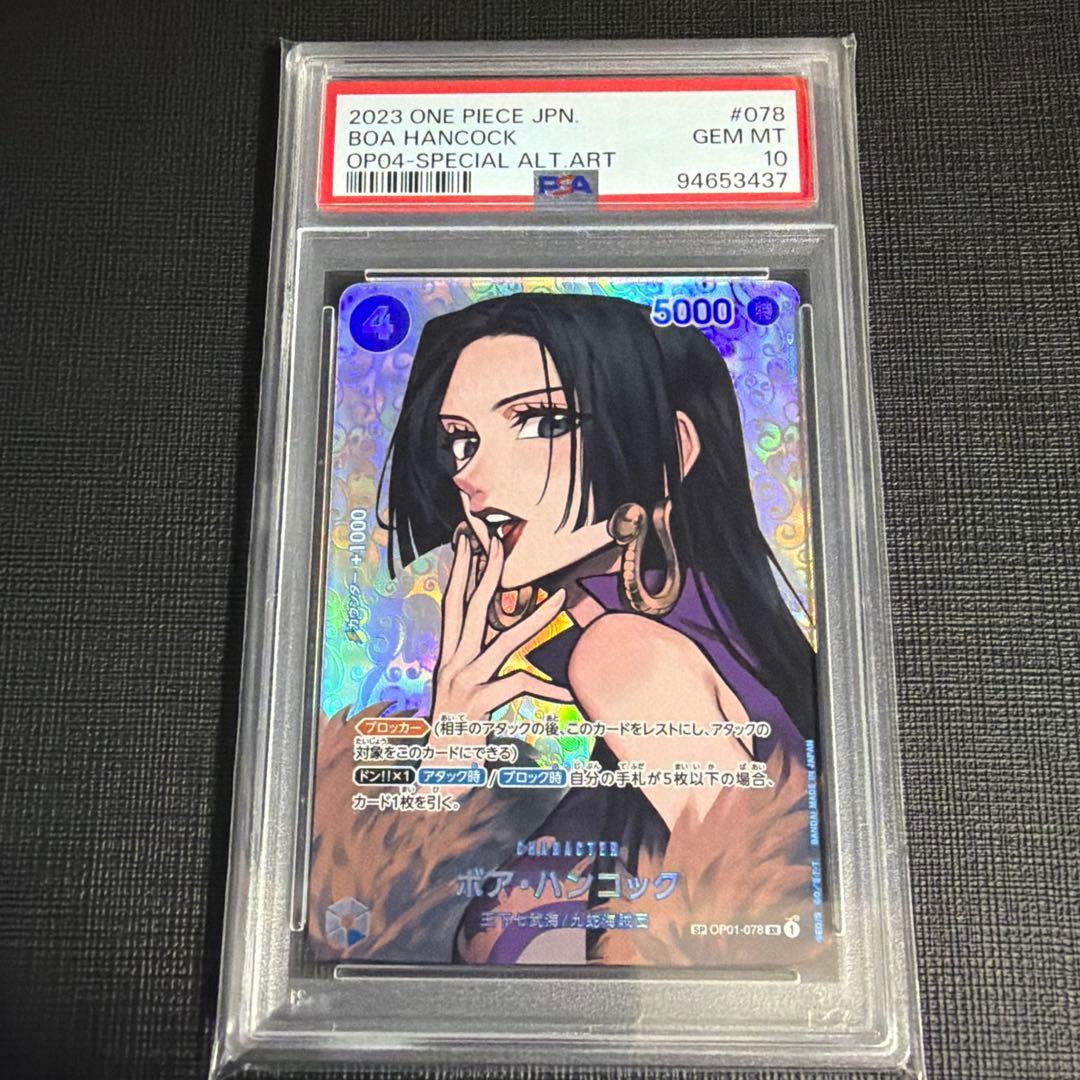 2023 ONE PIECE JPN. #078
BOA HANCOCK GEM MT
OP04-SPECIAL ALT.ART 10
PSA 94653437
4 5000 特
カウンター +1000
ブロッカー (相手のアタックの後、このカードをレストにし、アタックの
対象をこのカードにできる)
ドン!!×1 アタック時 / ブロック時 自分の手札が5枚以下の場合、
カード1枚を引く。
CHARACTER
ボア・ハンコック
王下七武海/九蛇海賊団
SP OP01-078 SR 1
BANDAI MADE IN JAPAN